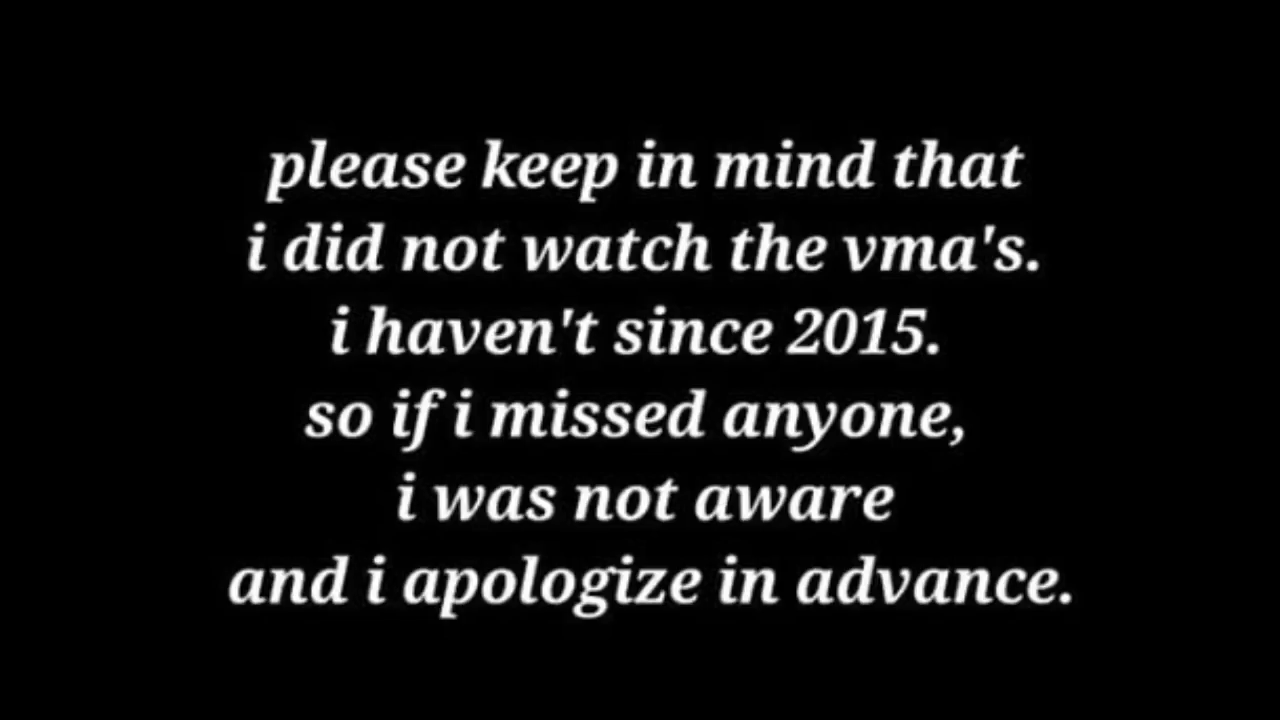 please keep in mind that
i did not watch the vma's.
i haven't since 2015.
so if i missed anyone,
i was not aware
and i apologize in advance.